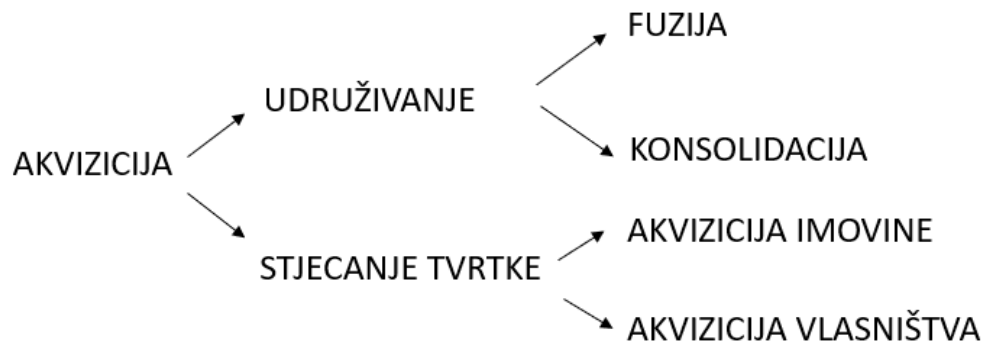 AKVIZICIJA
UDRUŽIVANJE
FUZIJA
KONSOLIDACIJA
STJECANJE TVRTKE
AKVIZICIJA IMOVINE
AKVIZICIJA VLASNIŠTVA